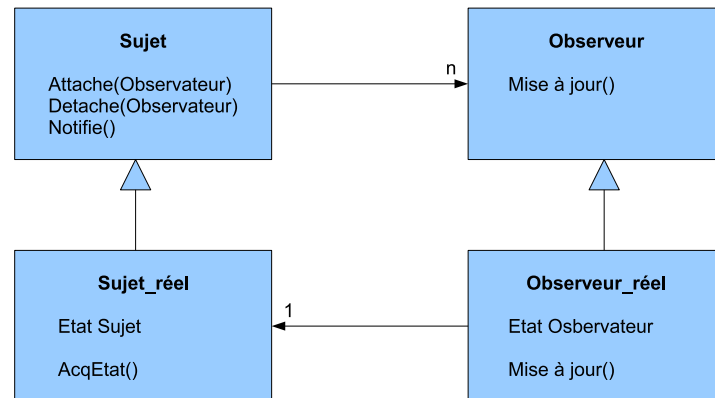 Sujet
Attache(Observateur)
Detache(Observateur)
Notifie()
n
Observeur
Mise à jour()
Sujet_réel
Etat Sujet
AcqEtat()
1
Observeur_réel
Etat Osbervateur
Mise à jour()